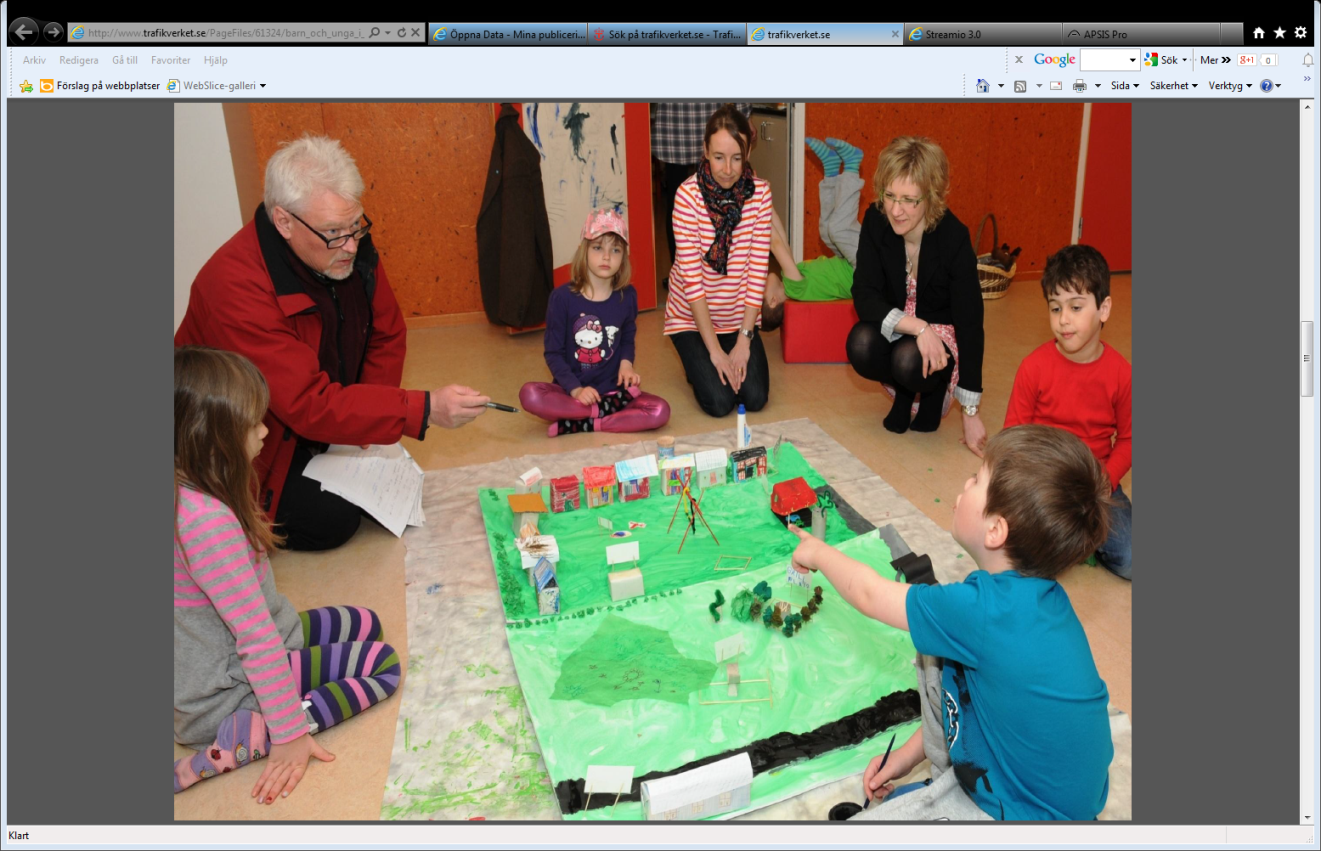 http://www.trafikverket.se/PageFiles/61324/barn_och_unga_i_
Öppna Data - Mina publiceri...
Sök på trafikverket.se - Trafi...
trafikverket.se
Streamio 3.0
APSIS Pro
Arkiv Redigera Gå till Favoriter Hjälp
Google
Sök
Mer
g+1 0
Förslag på webbplatser
WebSlice-galleri
Sida
Säkerhet
Verktyg
Klart